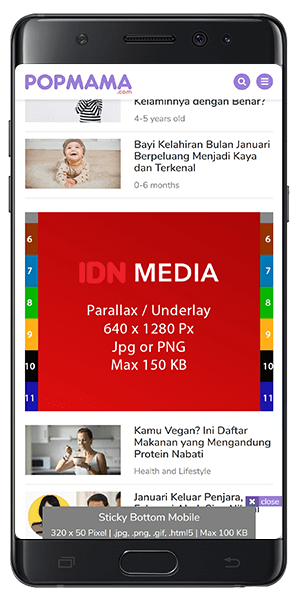 POPMAMA
.com
Kelaminnya dengan Benar?
4-5 years old
Bayi Kelahiran Bulan Januari
Berpeluang Menjadi Kaya
dan Terkenal
0-6 months
6
7
8
9
10
11
IDN MEDIA
Parallax / Underlay
640 x 1280 Px
Jpg or PNG
Max 150 KB
6
7
8
9
10
11
Kamu Vegan? Ini Daftar
Makanan yang Mengandung
Protein Nabati
Health and Lifestyle
Januari Keluar Penjara,
x close
Sticky Bottom Mobile
320 x 50 Pixel | .jpg, .png, .gif, .html5 | Max 100 KB